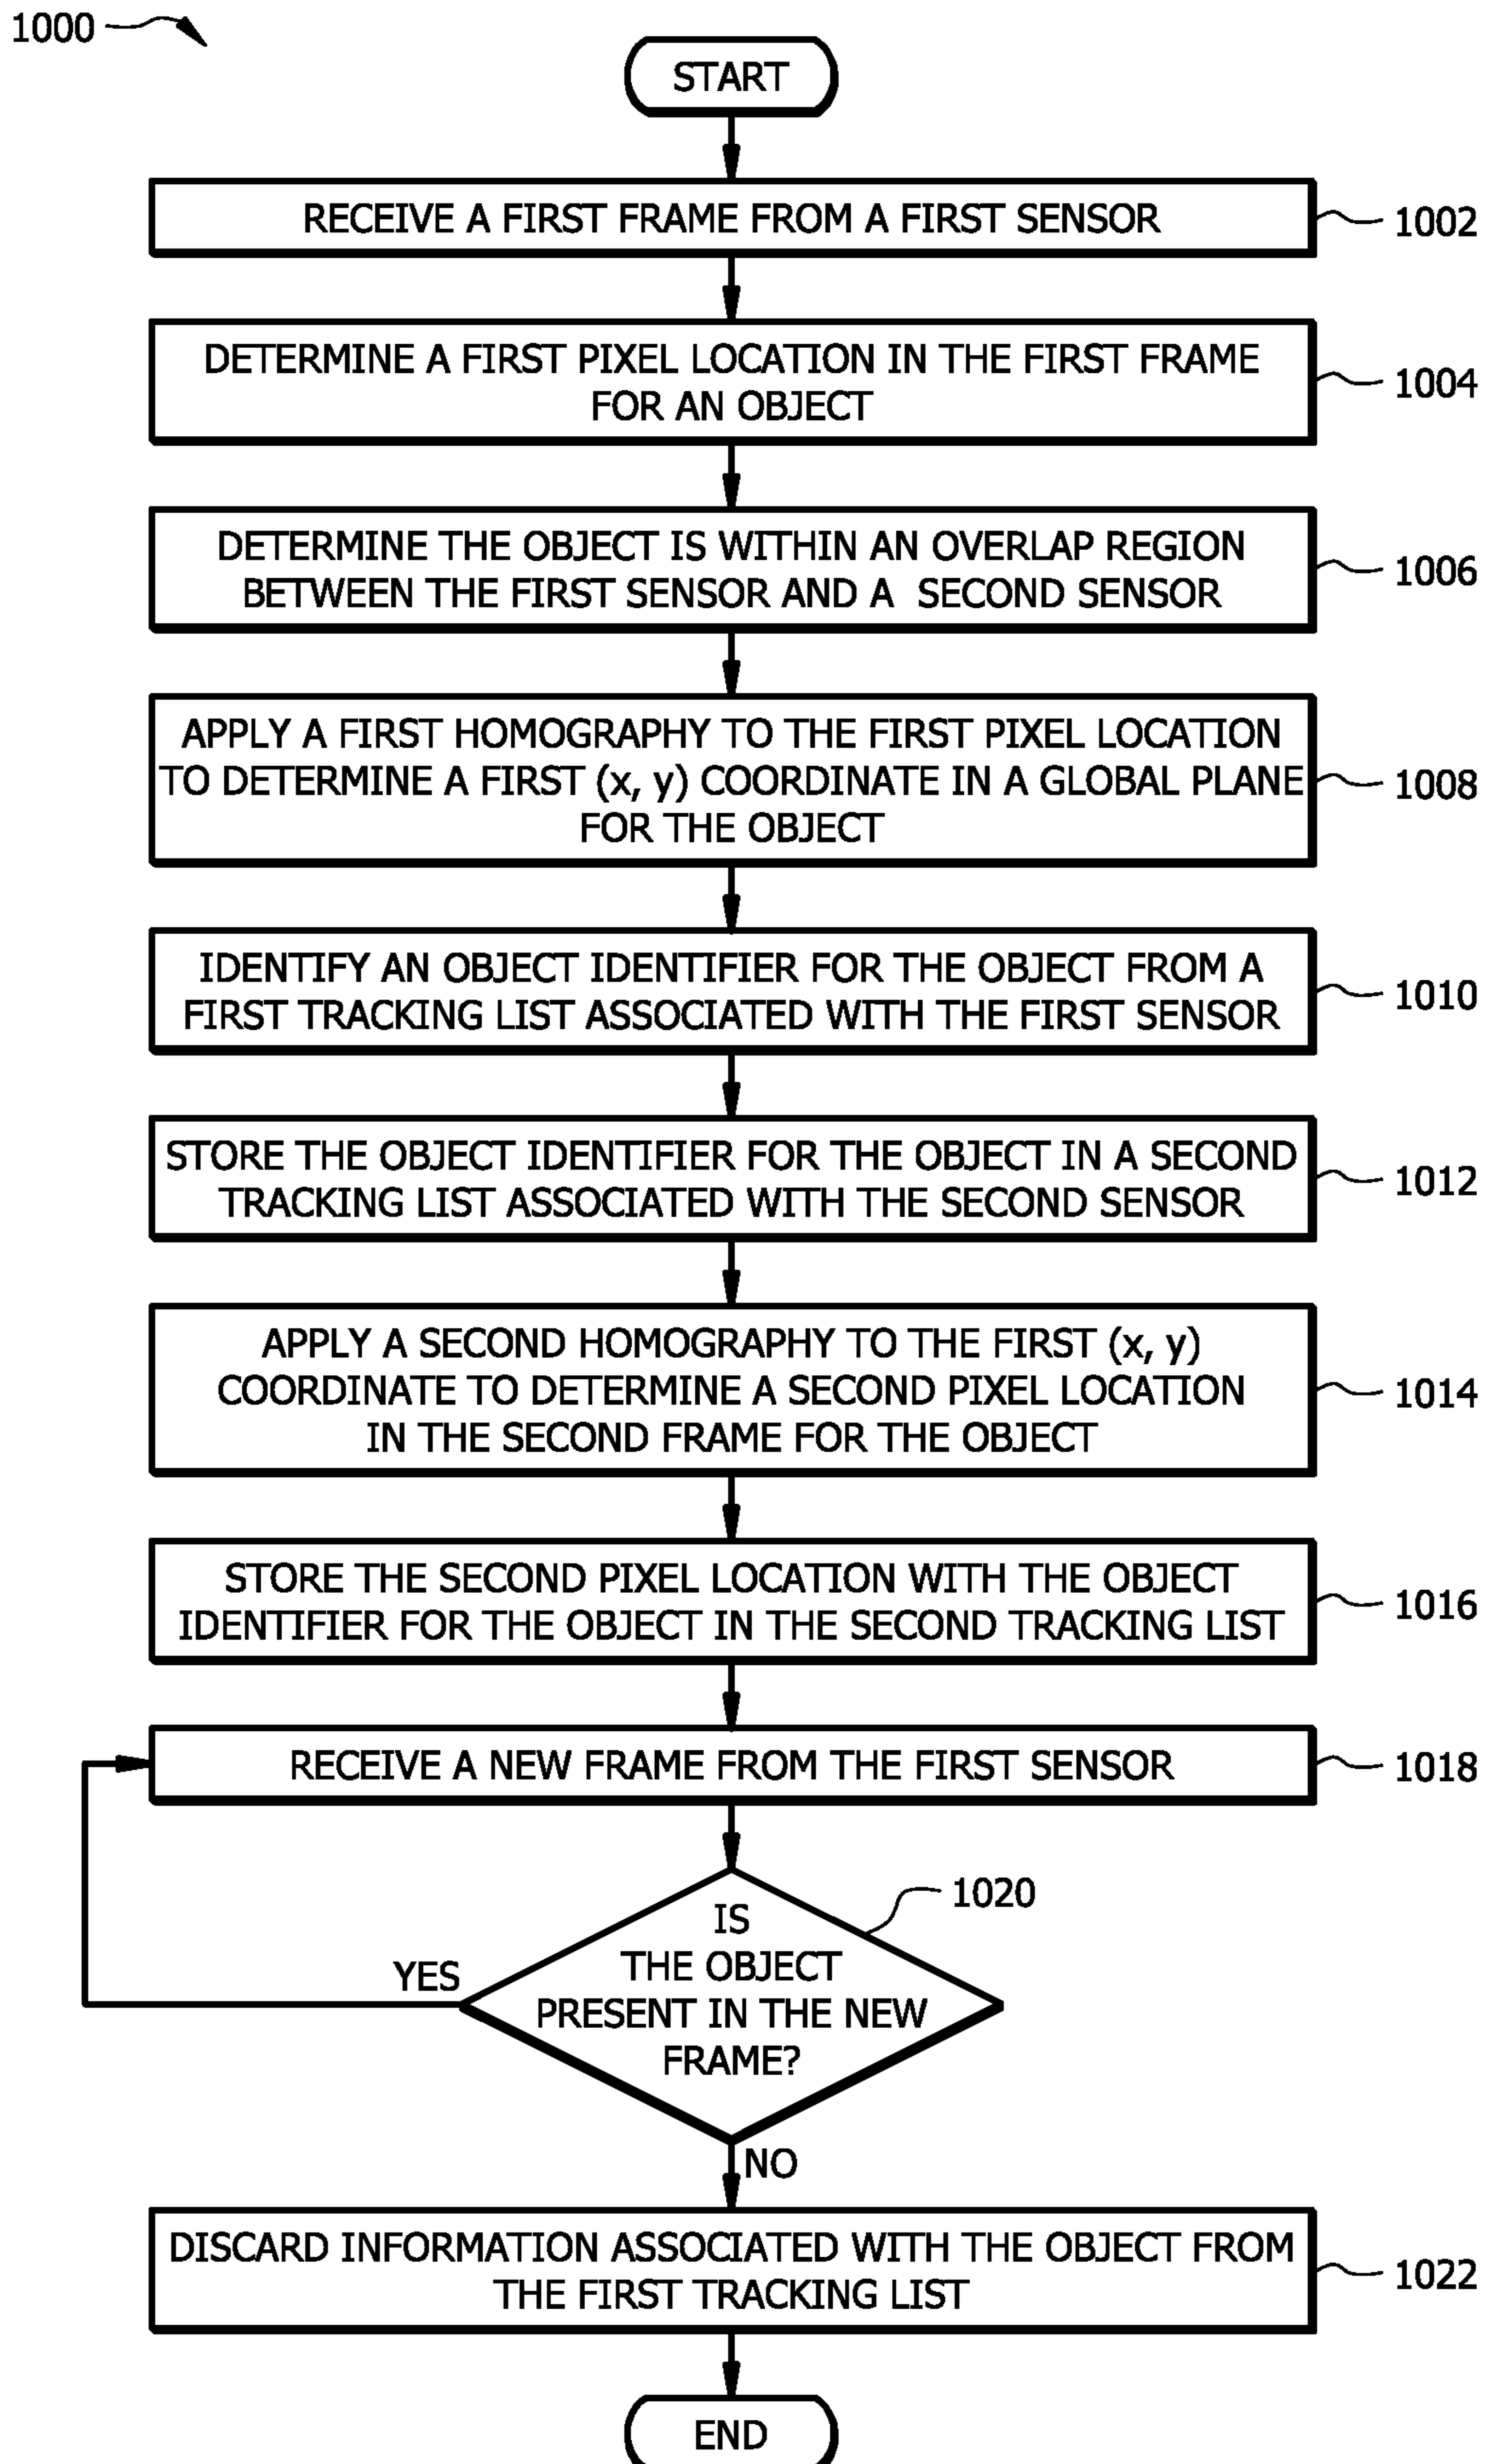 1000
START
RECEIVE A FIRST FRAME FROM A FIRST SENSOR
1002
DETERMINE A FIRST PIXEL LOCATION IN THE FIRST FRAME
FOR AN OBJECT
1004
DETERMINE THE OBJECT IS WITHIN AN OVERLAP REGION
BETWEEN THE FIRST SENSOR AND A SECOND SENSOR
1006
APPLY A FIRST HOMOGRAPHY TO THE FIRST PIXEL LOCATION
TO DETERMINE A FIRST (x, y) COORDINATE IN A GLOBAL PLANE
FOR THE OBJECT
1008
IDENTIFY AN OBJECT IDENTIFIER FOR THE OBJECT FROM A
FIRST TRACKING LIST ASSOCIATED WITH THE FIRST SENSOR
1010
STORE THE OBJECT IDENTIFIER FOR THE OBJECT IN A SECOND
TRACKING LIST ASSOCIATED WITH THE SECOND SENSOR
1012
APPLY A SECOND HOMOGRAPHY TO THE FIRST (x, y)
COORDINATE TO DETERMINE A SECOND PIXEL LOCATION
IN THE SECOND FRAME FOR THE OBJECT
1014
STORE THE SECOND PIXEL LOCATION WITH THE OBJECT
IDENTIFIER FOR THE OBJECT IN THE SECOND TRACKING LIST
1016
RECEIVE A NEW FRAME FROM THE FIRST SENSOR
1018
1020
IS
THE OBJECT
PRESENT IN THE NEW
FRAME?
YES
NO
DISCARD INFORMATION ASSOCIATED WITH THE OBJECT FROM
THE FIRST TRACKING LIST
1022
END